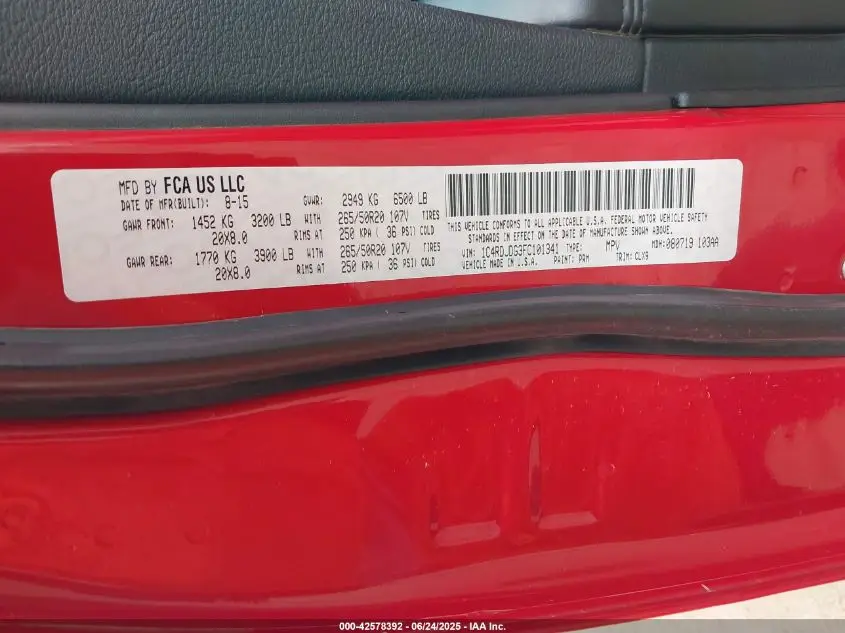 MFD BY FCA US LLC
DATE OF MFR(BUILT): 8-15 GVWR: 2949 KG 6500 LB
GAWR FRONT: 1452 KG 3200 LB WITH 265/50R20 107V TIRES
20X8.0 RIMS AT 250 KPA ( 36 PSI) COLD
GAWR REAR: 1770 KG 3900 LB WITH 265/50R20 107V TIRES
20X8.0 RIMS AT 250 KPA ( 36 PSI) COLD
THIS VEHICLE CONFORMS TO ALL APPLICABLE U.S.A. FEDERAL MOTOR VEHICLE SAFETY
STANDARDS IN EFFECT ON THE DATE OF MANUFACTURE SHOWN ABOVE.
VIN: TYPE: MPV MDH: 080719 103AA
VEHICLE MADE IN U.S.A. PAINT: PRM TRIM: CLX9
000-42578392 - 06/24/2025 - IAA Inc.